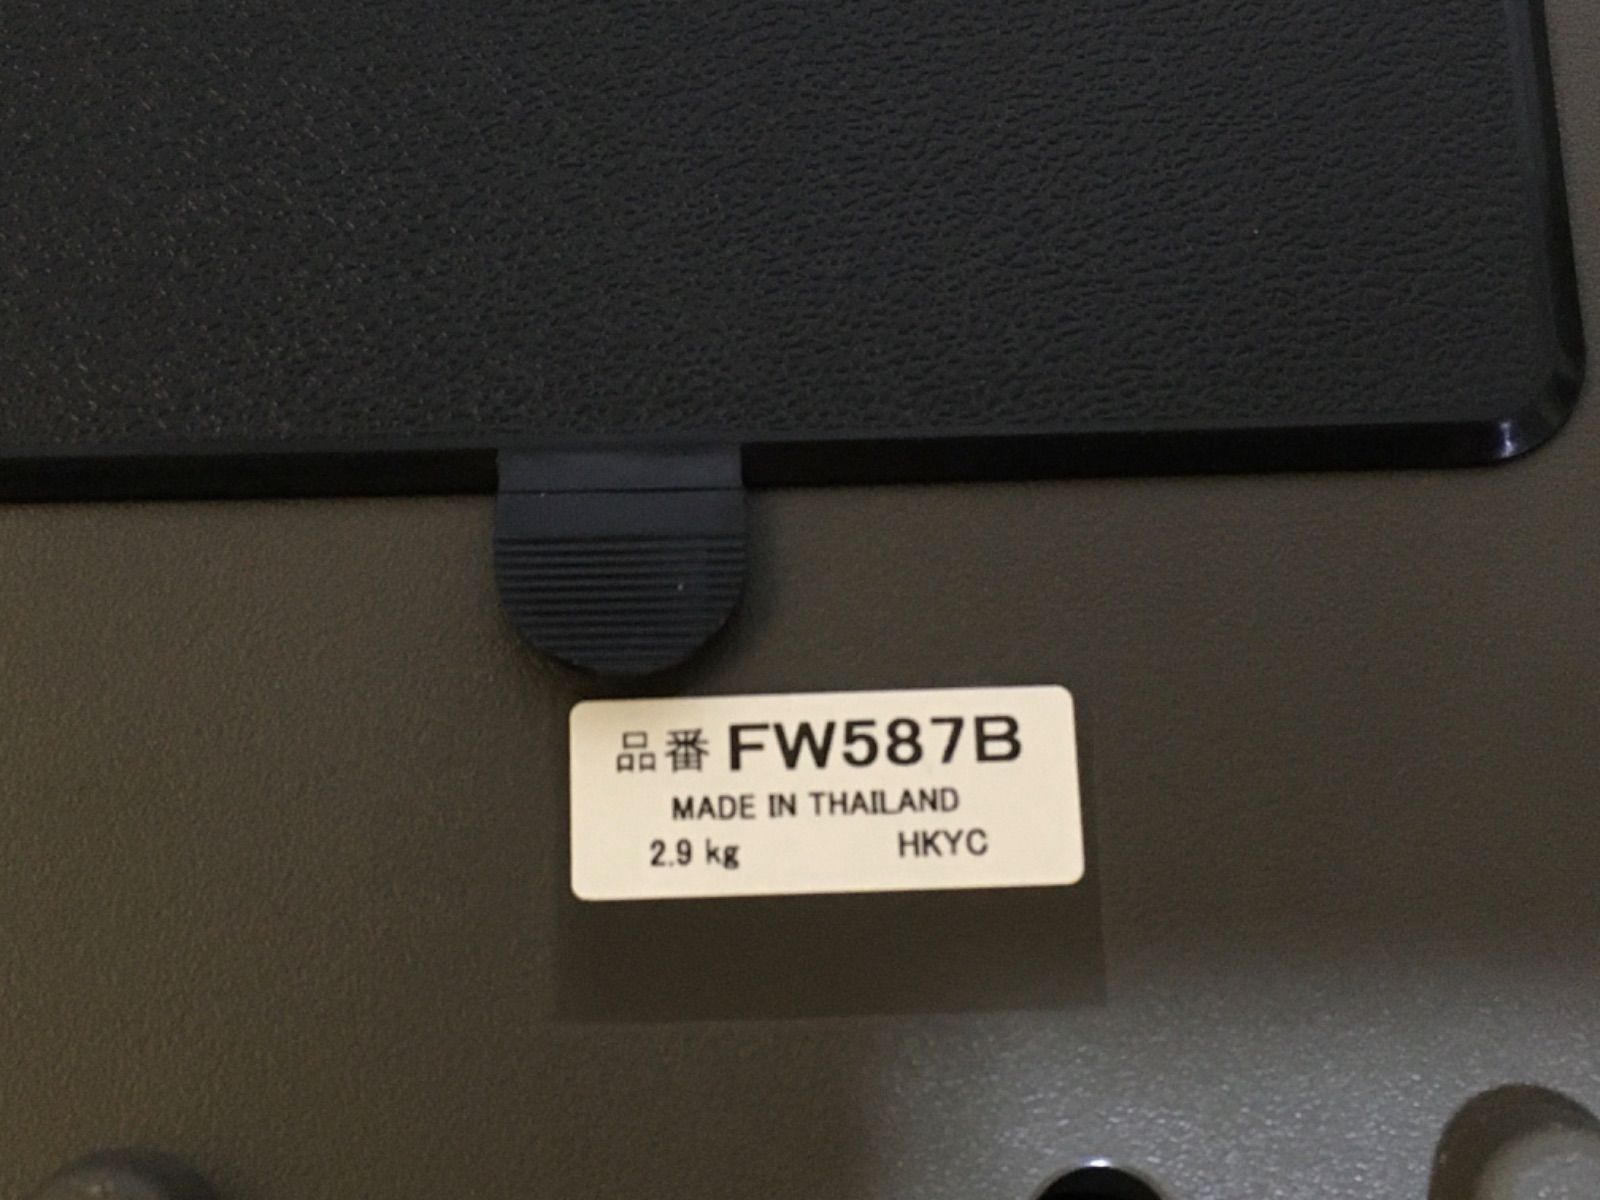 品番 FW587B
MADE IN THAILAND
2.9 kg HKYC